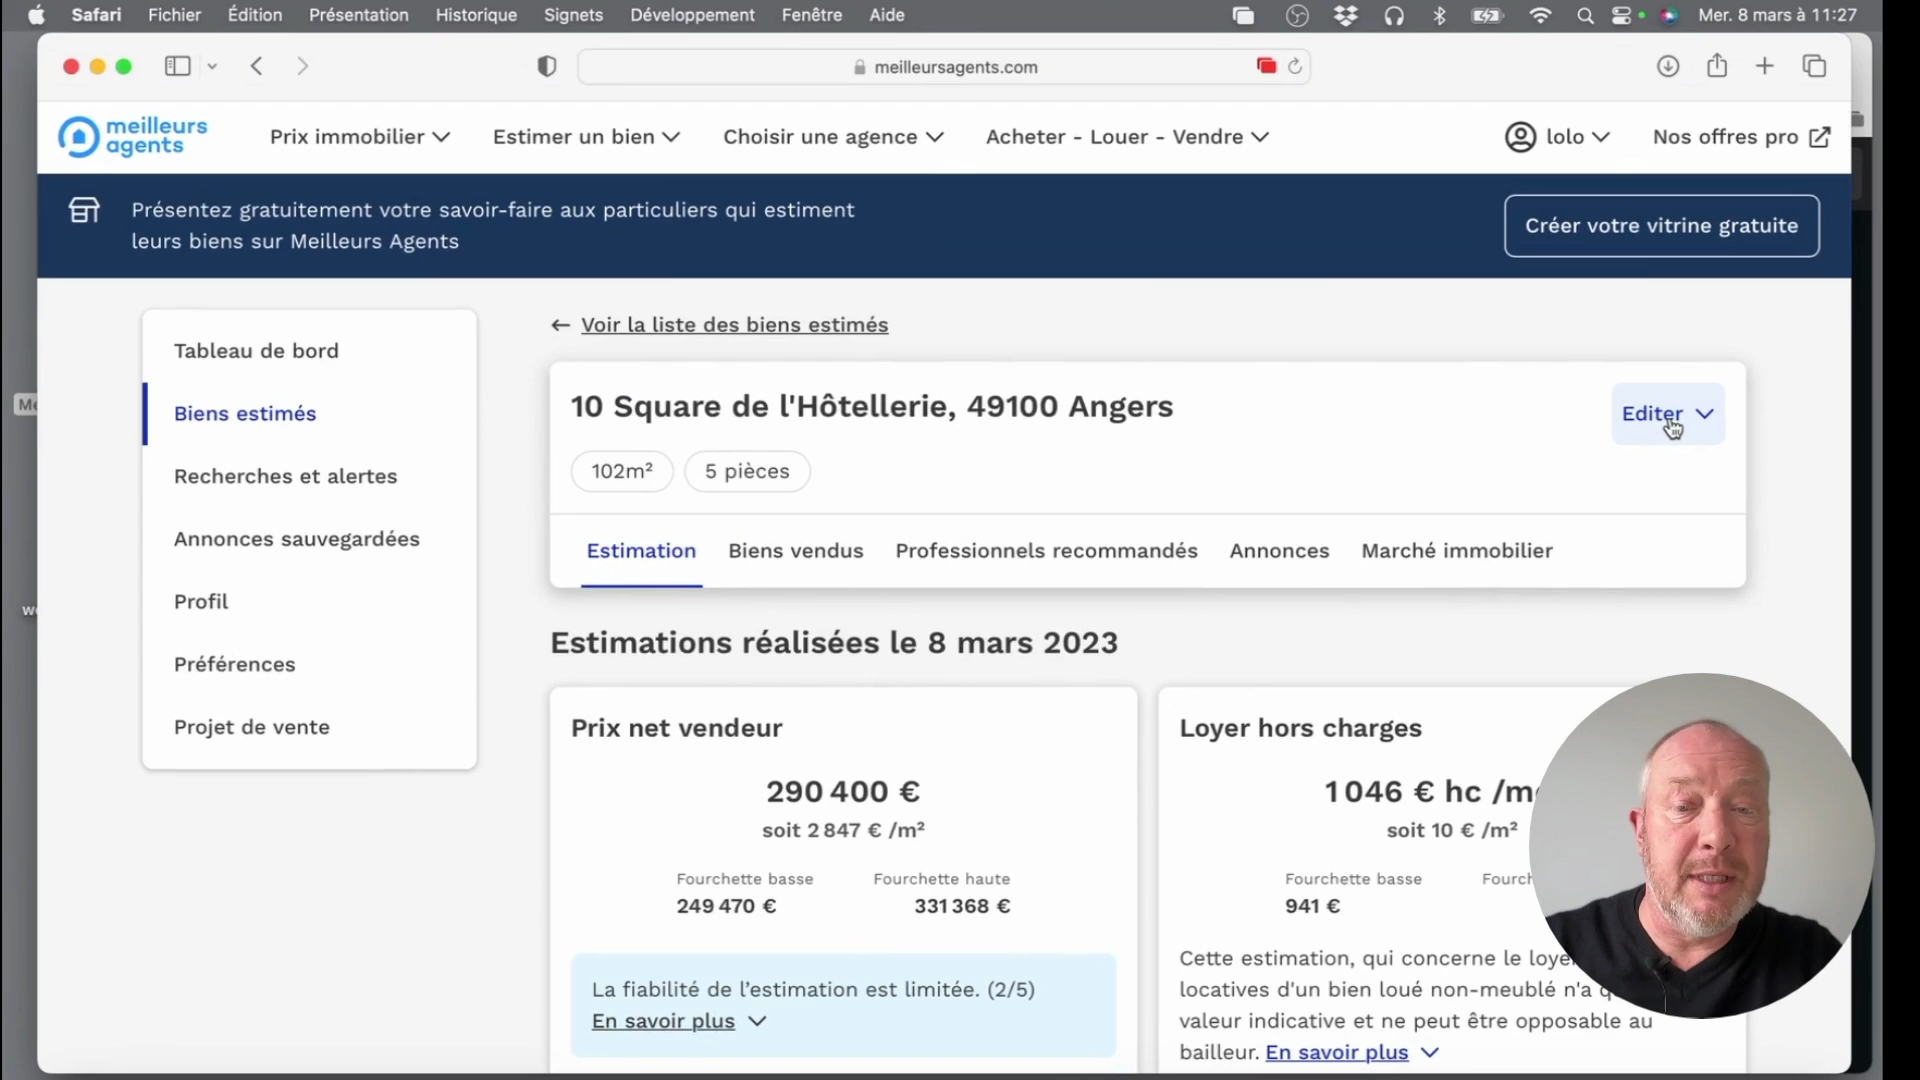 Safari Fichier Édition Présentation Historique Signets Développement Fenêtre Aide Mer. 8 mars à 11:27
meilleursagents.com
meilleurs
agents
Prix immobilier Estimer un bien Choisir une agence Acheter - Louer - Vendre lolo Nos offres pro
Présentez gratuitement votre savoir-faire aux particuliers qui estiment
leurs biens sur Meilleurs Agents
Créer votre vitrine gratuite
Tableau de bord
Biens estimés
Recherches et alertes
Annonces sauvegardées
Profil
Préférences
Projet de vente
← Voir la liste des biens estimés
10 Square de l'Hôtellerie, 49100 Angers
Editer
102m² 5 pièces
Estimation Biens vendus Professionnels recommandés Annonces Marché immobilier
Estimations réalisées le 8 mars 2023
Prix net vendeur
290 400 €
soit 2 847 € /m²
Fourchette basse Fourchette haute
249 470 € 331 368 €
La fiabilité de l’estimation est limitée. (2/5)
En savoir plus
Loyer hors charges
1 046 € hc
soit 10 € /m²
Fourchette basse
941 €
Cette estimation, qui concerne le
locatives d'un bien loué non-meublé n'a
valeur indicative et ne peut être opposable au
bailleur. En savoir plus